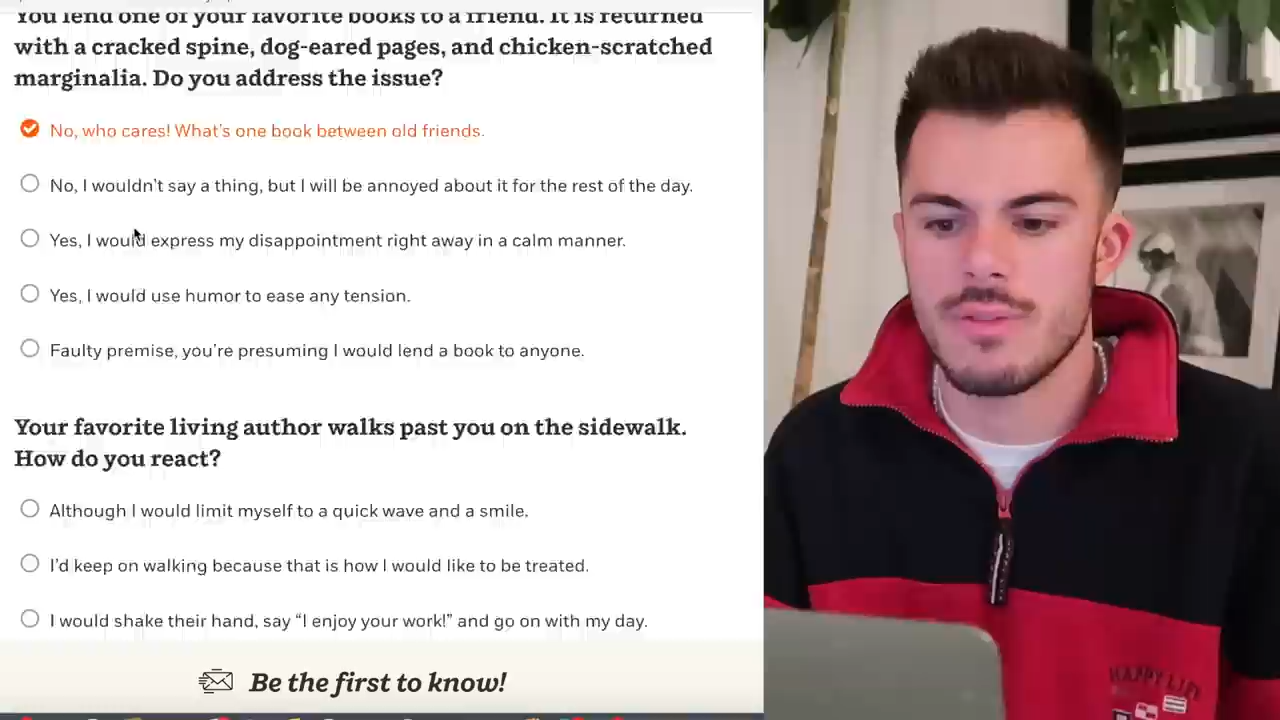 You lend one of your favorite books to a friend. It is returned
with a cracked spine, dog-eared pages, and chicken-scratched
marginalia. Do you address the issue?
No, who cares! What's one book between old friends.
No, I wouldn't say a thing, but I will be annoyed about it for the rest of the day.
Yes, I would express my disappointment right away in a calm manner.
Yes, I would use humor to ease any tension.
Faulty premise, you're presuming I would lend a book to anyone.
Your favorite living author walks past you on the sidewalk.
How do you react?
Although I would limit myself to a quick wave and a smile.
I'd keep on walking because that is how I would like to be treated.
I would shake their hand, say “I enjoy your work!” and go on with my day.
Be the first to know!
HAPPY LIFE